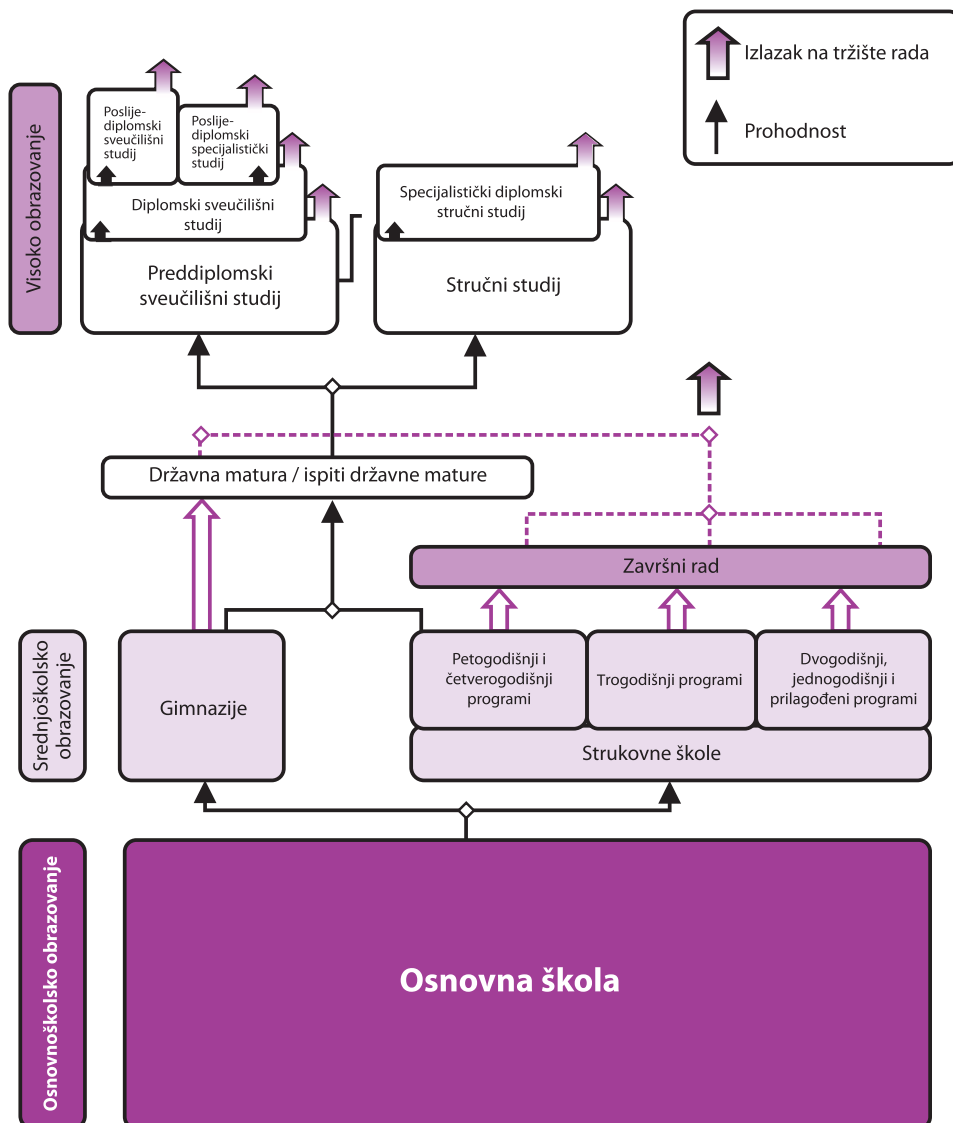 Izlazak na tržište rada
Prohodnost
Visoko obrazovanje
Poslije-
diplomski
sveučilišni
studij
Poslije-
diplomski
specijalistički
studij
Diplomski sveučilišni
studij
Preddiplomski
sveučilišni studij
Specijalistički diplomski
stručni studij
Stručni studij
Državna matura / ispiti državne mature
Završni rad
Srednjoškolsko
obrazovanje
Gimnazije
Petogodišnji i
četverogodišnji
programi
Trogodišnji programi
Dvogodišnji,
jednogodišnji i
prilagođeni programi
Strukovne škole
Osnovnoškolsko obrazovanje
Osnovna škola